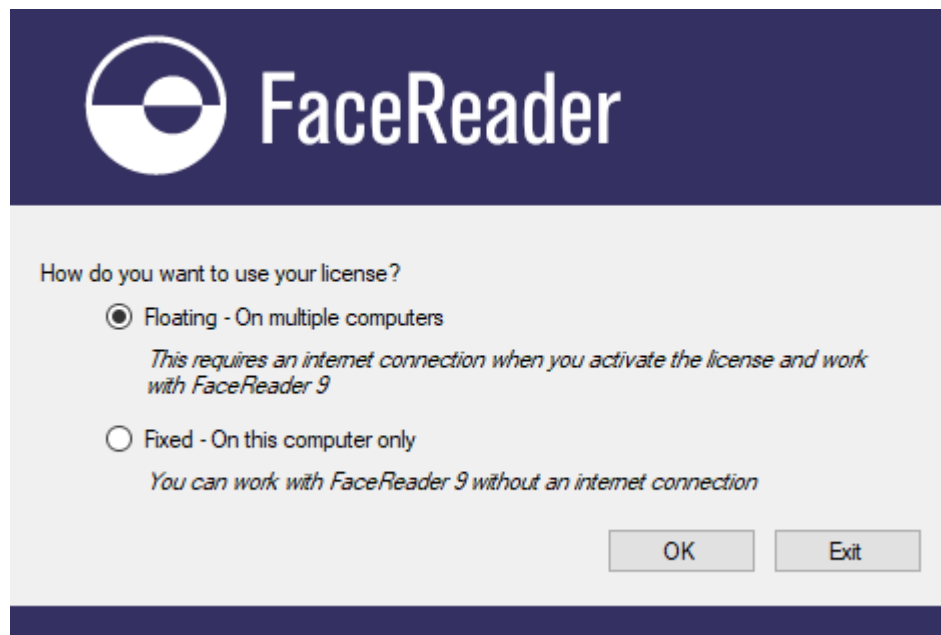 FaceReader
How do you want to use your license?
Floating - On multiple computers
This requires an internet connection when you activate the license and work
with FaceReader 9
Fixed - On this computer only
You can work with FaceReader 9 without an internet connection
OK Exit